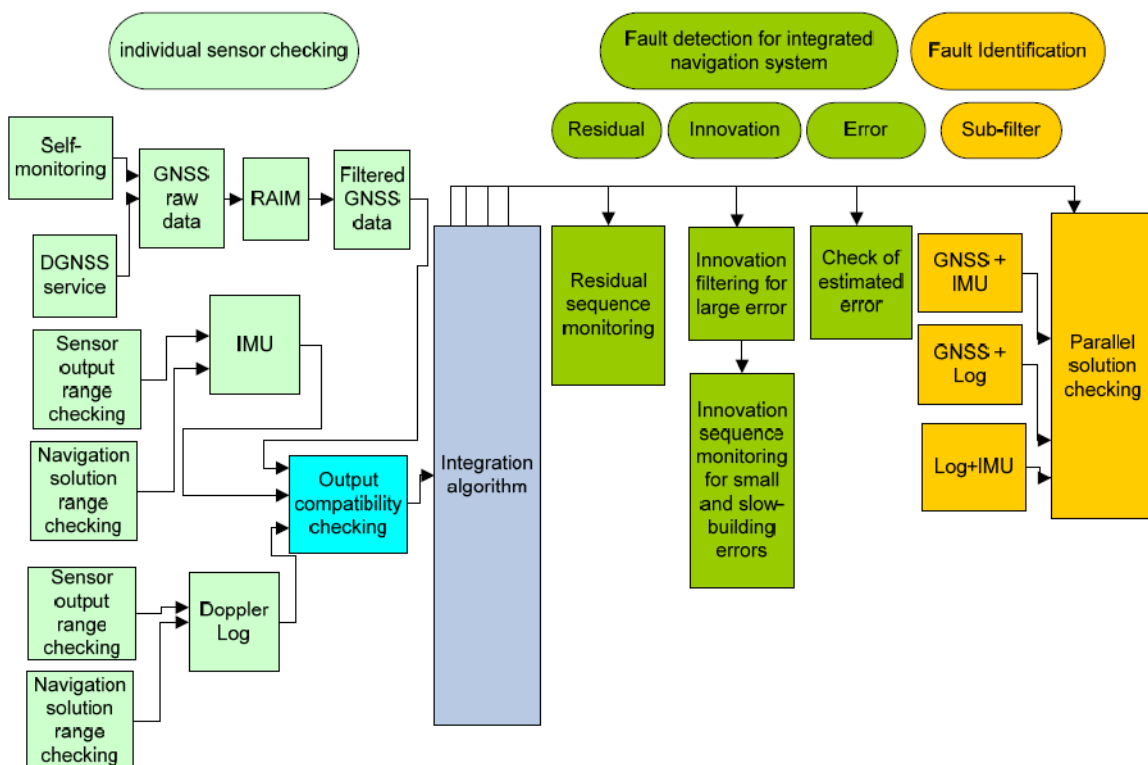 individual sensor checking
Fault detection for integrated
navigation system
Fault Identification
Residual
Innovation
Error
Sub-filter
Self-
monitoring
GNSS
raw
data
RAIM
Filtered
GNSS
data
DGNSS
service
Sensor
output
range
checking
IMU
Navigation
solution
range
checking
Output
compatibility
checking
Integration
algorithm
Sensor
output
range
checking
Doppler
Log
Navigation
solution
range
checking
Residual
sequence
monitoring
Innovation
filtering for
large error
Innovation
sequence
monitoring
for small
and slow-
building
errors
Check of
estimated
error
GNSS +
IMU
GNSS +
Log
Log+IMU
Parallel
solution
checking